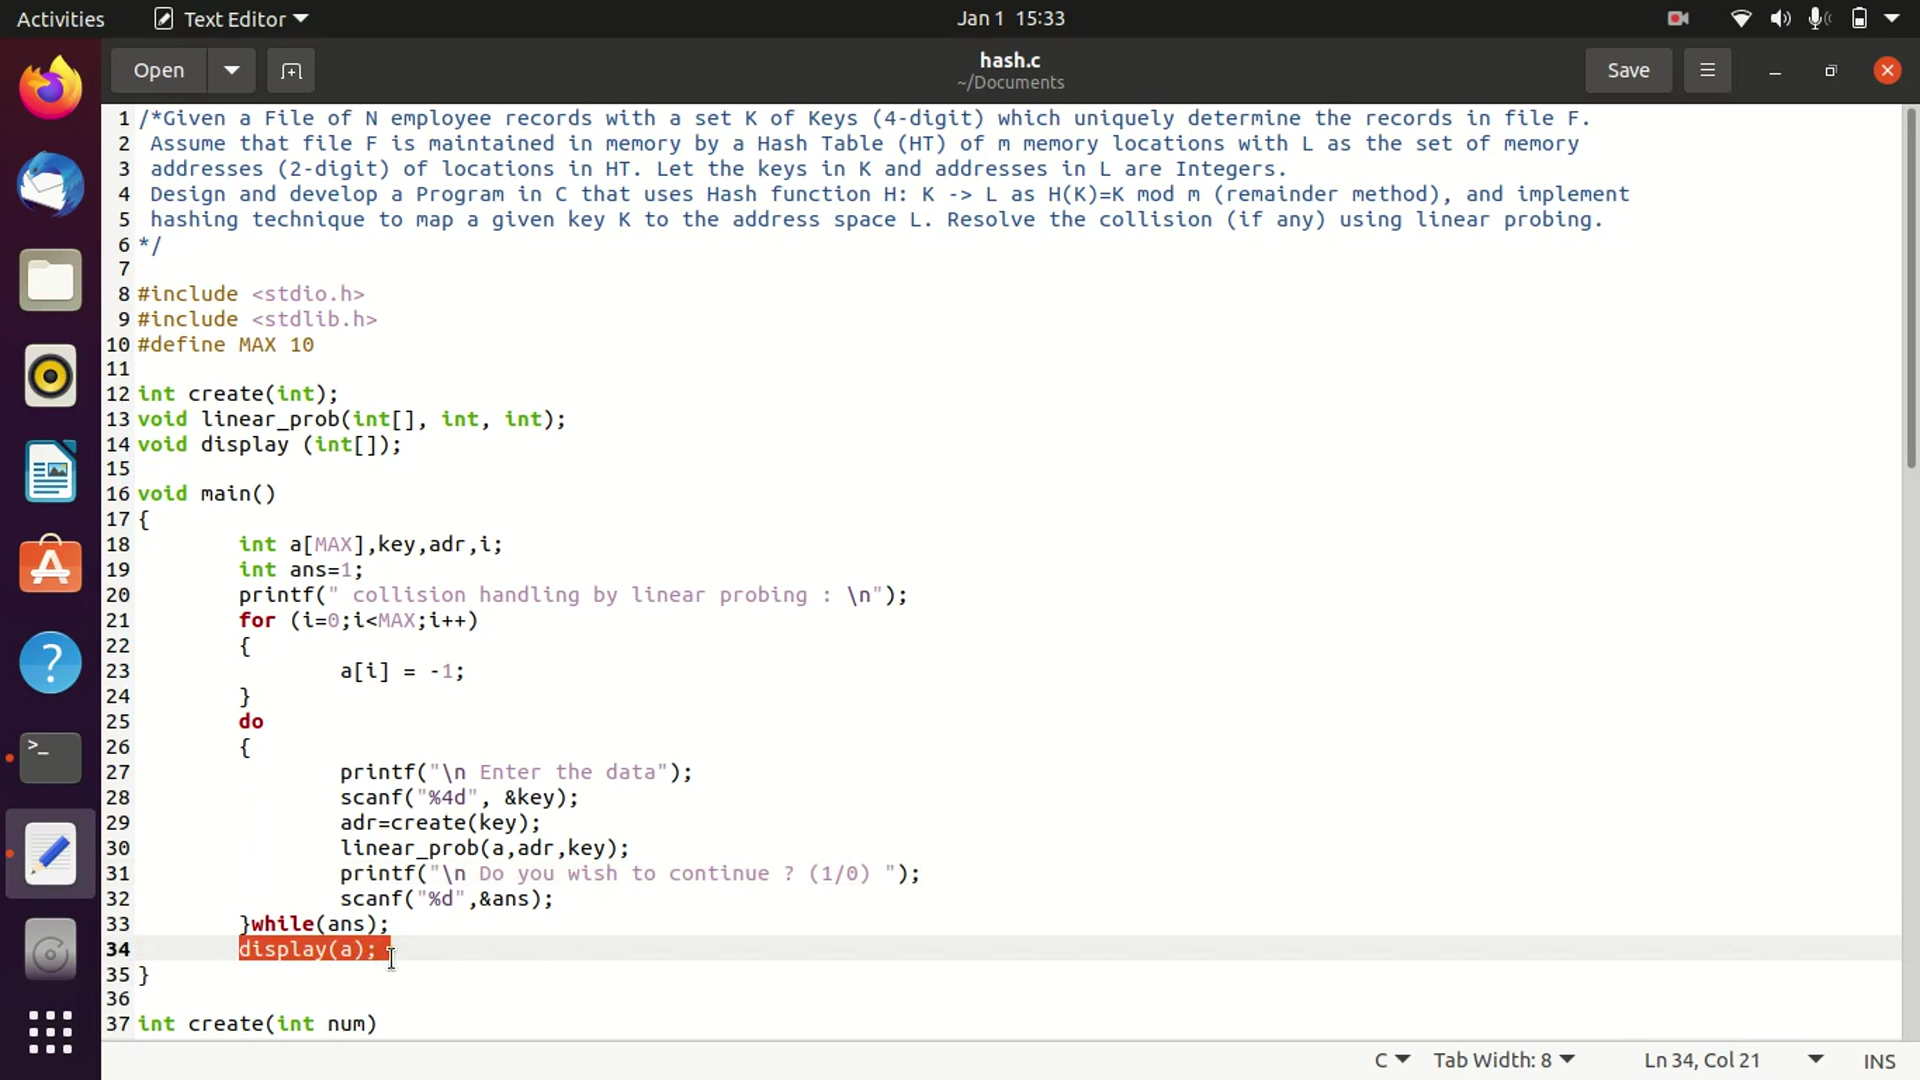 Activities Text Editor Jan 1 15:33
Open hash.c Save
~/Documents
1 /*Given a File of N employee records with a set K of Keys (4-digit) which uniquely determine the records in file F.
2 Assume that file F is maintained in memory by a Hash Table (HT) of m memory locations with L as the set of memory
3 addresses (2-digit) of locations in HT. Let the keys in K and addresses in L are Integers.
4 Design and develop a Program in C that uses Hash function H: K -> L as H(K)=K mod m (remainder method), and implement
5 hashing technique to map a given key K to the address space L. Resolve the collision (if any) using linear probing.
6 */
7
8 #include <stdio.h>
9 #include <stdlib.h>
10 #define MAX 10
11
12 int create(int);
13 void linear_prob(int[], int, int);
14 void display (int[]);
15
16 void main()
17 {
18 int a[MAX],key,adr,i;
19 int ans=1;
20 printf(" collision handling by linear probing : \n");
21 for (i=0;i<MAX;i++)
22 {
23 a[i] = -1;
24 }
25 do
26 {
27 printf("\n Enter the data");
28 scanf("%4d", &key);
29 adr=create(key);
30 linear_prob(a,adr,key);
31 printf("\n Do you wish to continue ? (1/0) ");
32 scanf("%d",&ans);
33 }while(ans);
34 display(a);
35 }
36
37 int create(int num)
C Tab Width: 8 Ln 34, Col 21 INS